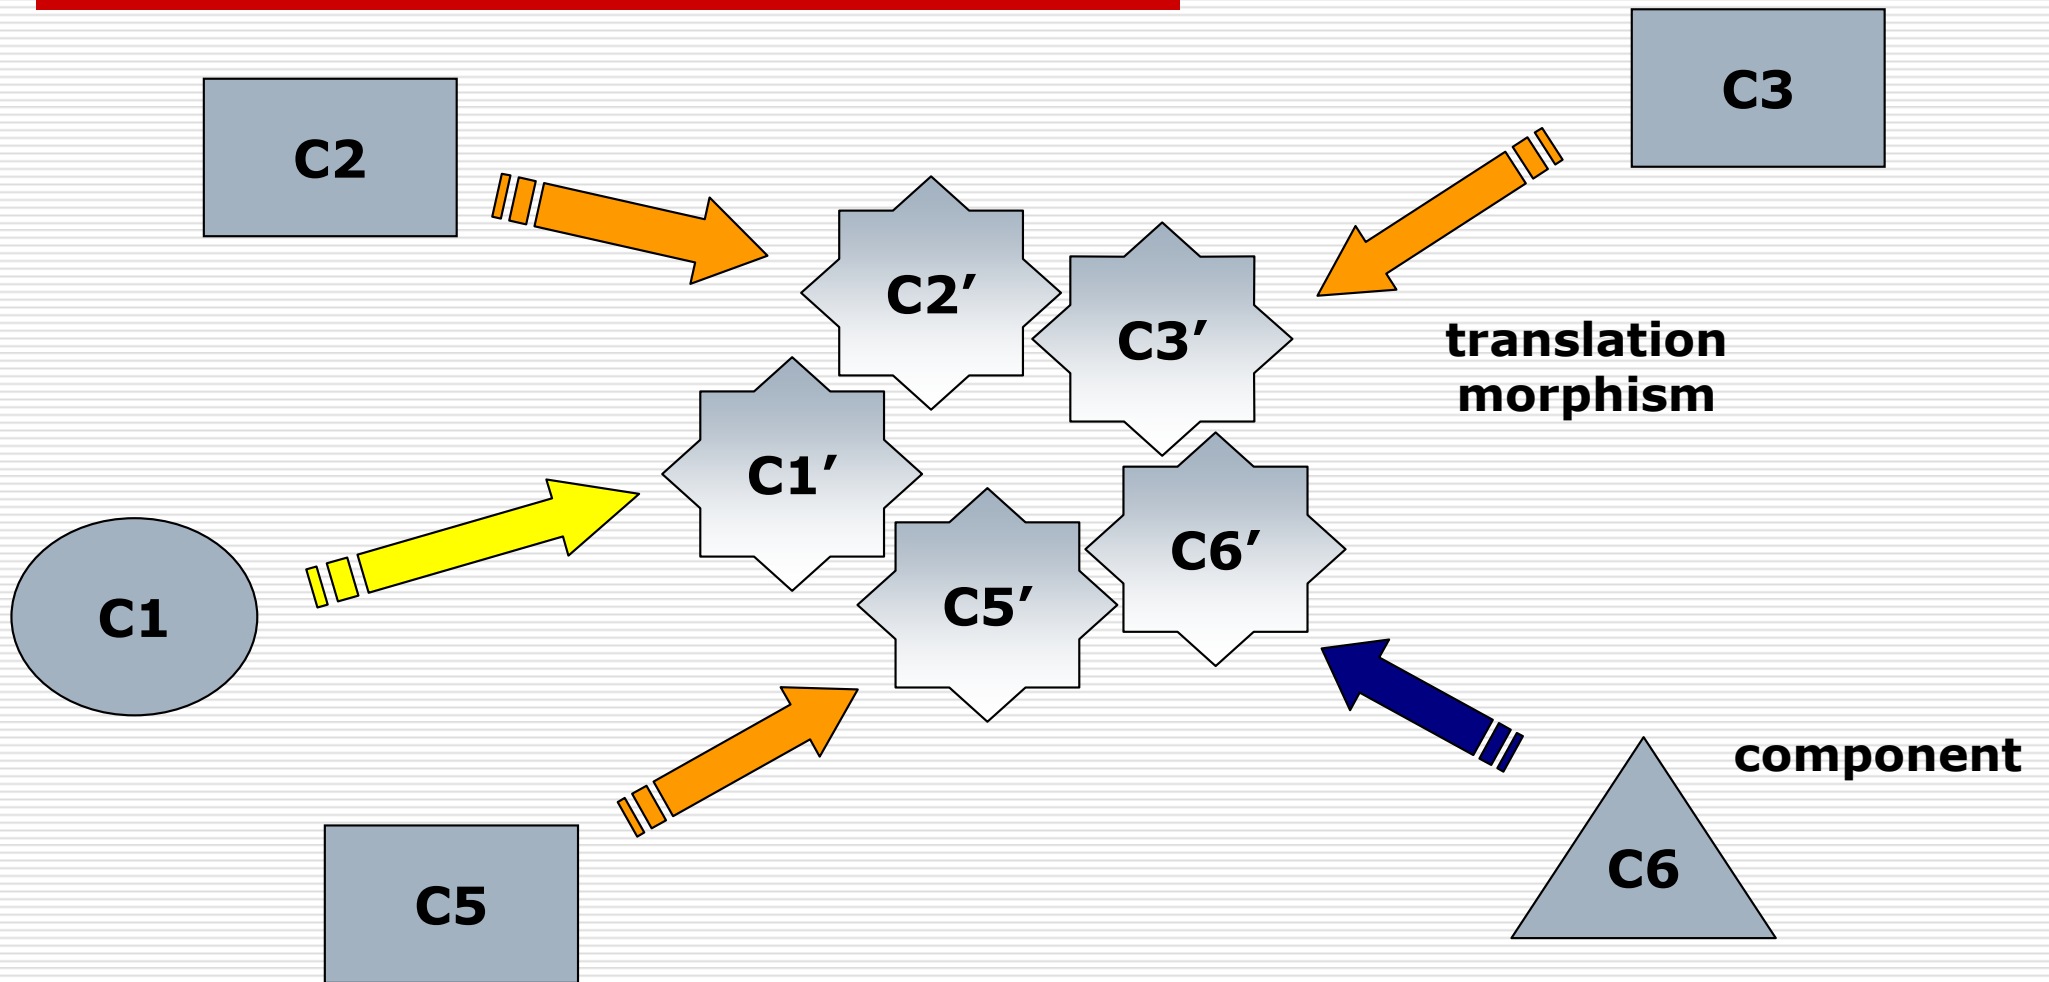 C3
C2
C2′
C3′
translation
morphism
C1′
C6′
C5′
C1
component
C6
C5